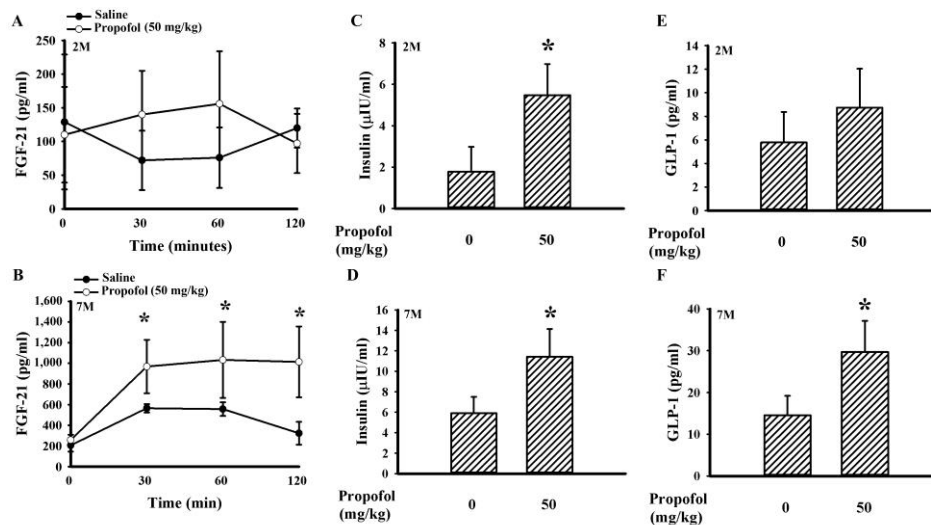 A
Saline
Propofol (50 mg/kg)
2M
FGF-21 (pg/ml)
250
200
150
100
50
0
0 30 60 120
Time (minutes)
B
Saline
Propofol (50 mg/kg)
7M
FGF-21 (pg/ml)
1,600
1,400
1,200
1,000
800
600
400
200
0
* * *
0 30 60 120
Time (min)
C
2M
Insulin (µIU/ml)
8
6
4
2
0
*
Propofol
(mg/kg)
0 50
D
7M
Insulin (µIU/ml)
16
14
12
10
8
6
4
2
0
*
Propofol
(mg/kg)
0 50
E
2M
GLP-1 (pg/ml)
14
12
10
8
6
4
2
0
Propofol
(mg/kg)
0 50
F
7M
GLP-1 (pg/ml)
40
30
20
10
0
*
Propofol
(mg/kg)
0 50